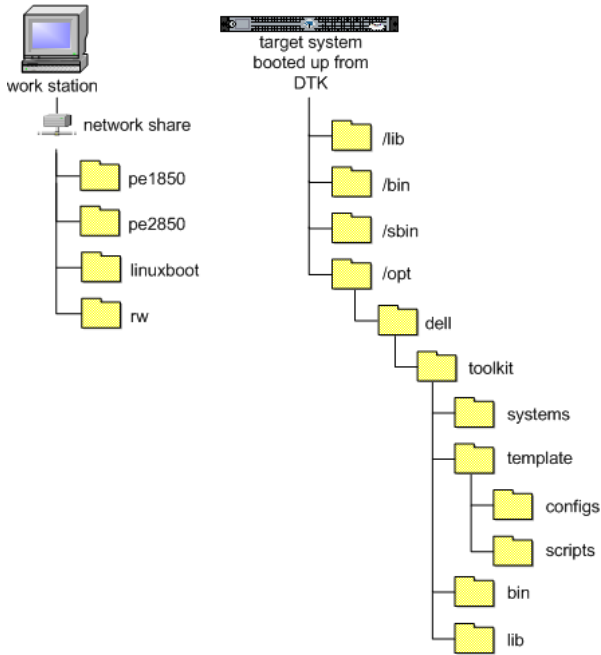 work station
network share
pe1850
pe2850
linuxboot
rw
target system
booted up from
DTK
/lib
/bin
/sbin
/opt
dell
toolkit
systems
template
configs
scripts
bin
lib